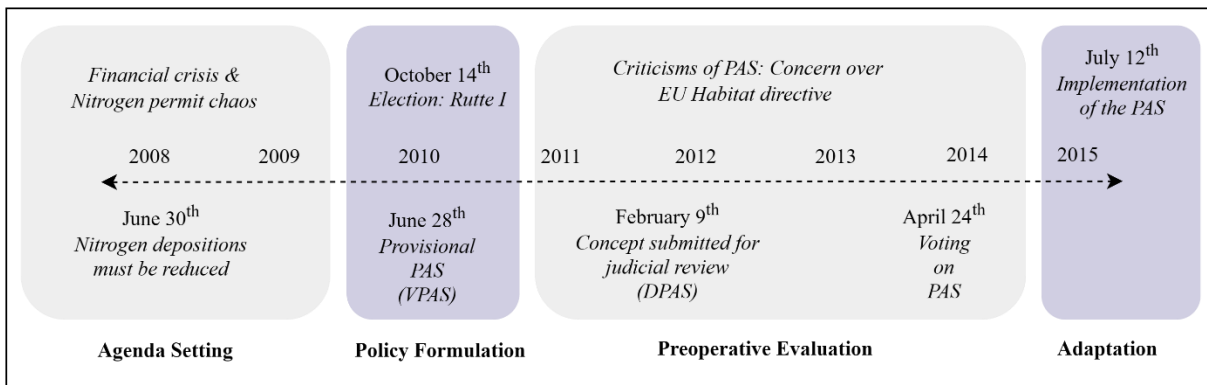 Financial crisis &
Nitrogen permit chaos
October 14th
Election: Rutte I
Criticisms of PAS: Concern over
EU Habitat directive
July 12th
Implementation
of the PAS
2008 2009 2010 2011 2012 2013 2014 2015
June 30th
Nitrogen depositions
must be reduced
June 28th
Provisional
PAS
(VPAS)
February 9th
Concept submitted for
judicial review
(DPAS)
April 24th
Voting
on
PAS
Agenda Setting Policy Formulation Preoperative Evaluation Adaptation